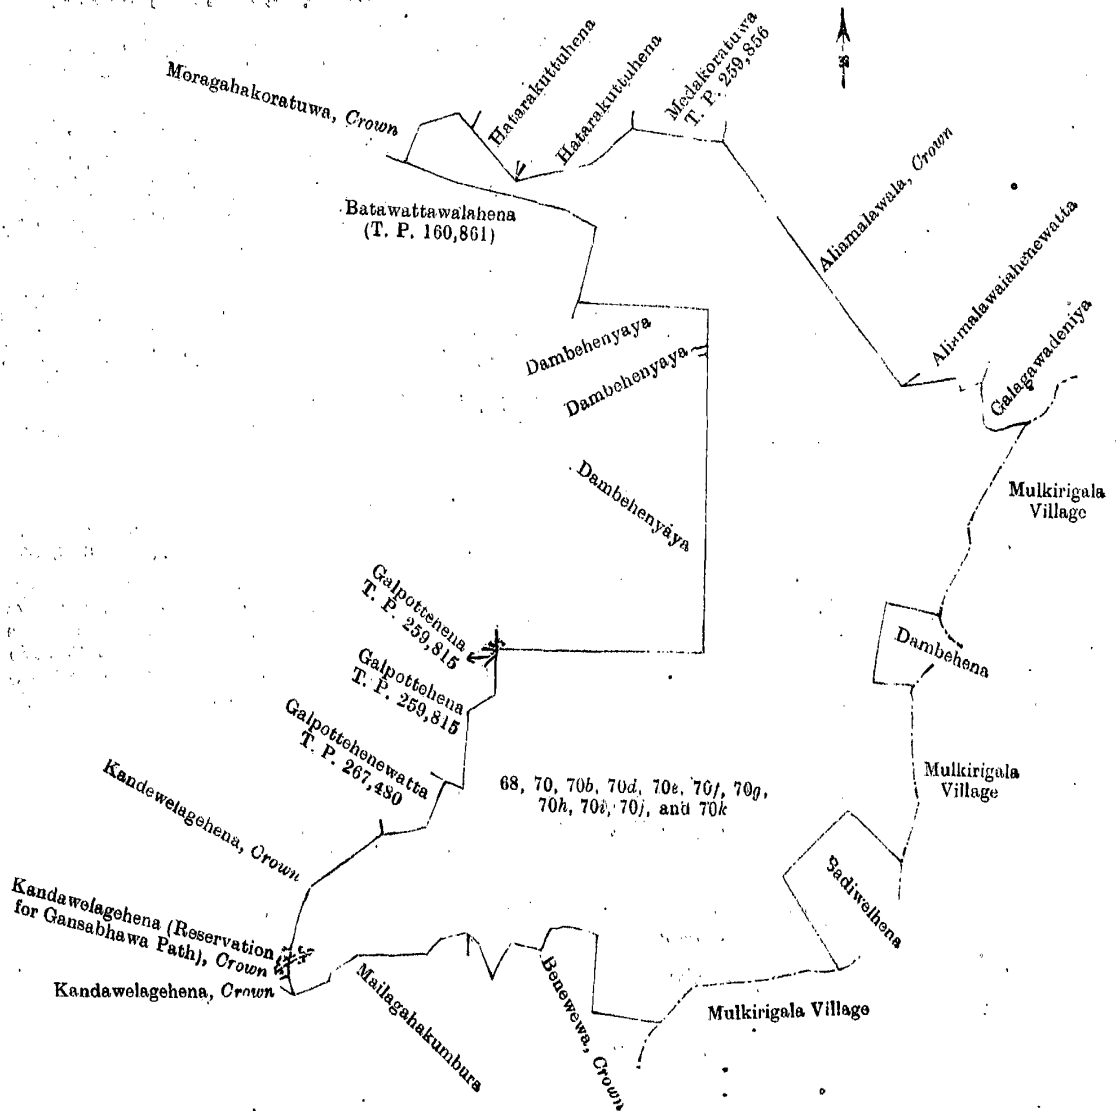 Moragahakoratuwa, Crown
Hatarakuttuhena
Hatarakuttuhena
Medakoratuwa
T. P. 259,856
Aliamalawala, Crown
Aliamalawalahenewatta
Galagawadeniya
Batawattawalahena
(T. P. 160,861)
Dambehenyaya
Dambehenyaya
Dambehenyaya
Mulkirigala
Village
Galpottehena
T. P. 259,815
Galpottehena
T. P. 259,815
Dambehena
Galpottehenewatta
T. P. 267,480
Mulkirigala
Village
68, 70, 70b, 70d, 70e, 70f, 70g,
70h, 70i, 70j, and 70k
Kandewelagehena, Crown
Sadiwelhena
Kandawelagehena (Reservation
for Gansabhawa Path), Crown
Kandawelagehena, Crown
Mailagahakumbura
Benewewa, Crown
Mulkirigala Village